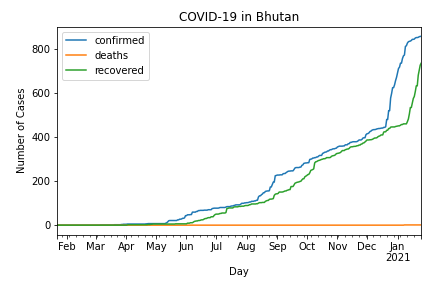 COVID-19 in Bhutan
confirmed
deaths
recovered
Number of Cases
800
600
400
200
0
Feb Mar Apr May Jun Jul Aug Sep Oct Nov Dec Jan
2021
Day